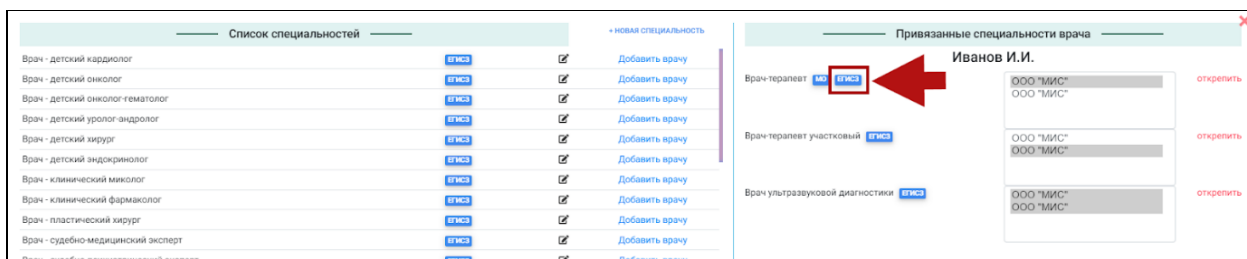 Список специальностей
+ НОВАЯ СПЕЦИАЛЬНОСТЬ
Врач - детский кардиолог ЕГИСЗ Добавить врачу
Врач - детский онколог ЕГИСЗ Добавить врачу
Врач - детский онколог-гематолог ЕГИСЗ Добавить врачу
Врач - детский уролог-андролог ЕГИСЗ Добавить врачу
Врач - детский хирург ЕГИСЗ Добавить врачу
Врач - детский эндокринолог ЕГИСЗ Добавить врачу
Врач - клинический миколог ЕГИСЗ Добавить врачу
Врач - клинический фармаколог ЕГИСЗ Добавить врачу
Врач - пластический хирург ЕГИСЗ Добавить врачу
Врач - судебно-медицинский эксперт ЕГИСЗ Добавить врачу
Привязанные специальности врача
Иванов И.И.
Врач-терапевт МО ЕГИСЗ
ООО "МИС"
ООО "МИС"
открепить
Врач-терапевт участковый ЕГИСЗ
ООО "МИС"
ООО "МИС"
открепить
Врач ультразвуковой диагностики ЕГИСЗ
ООО "МИС"
ООО "МИС"
открепить